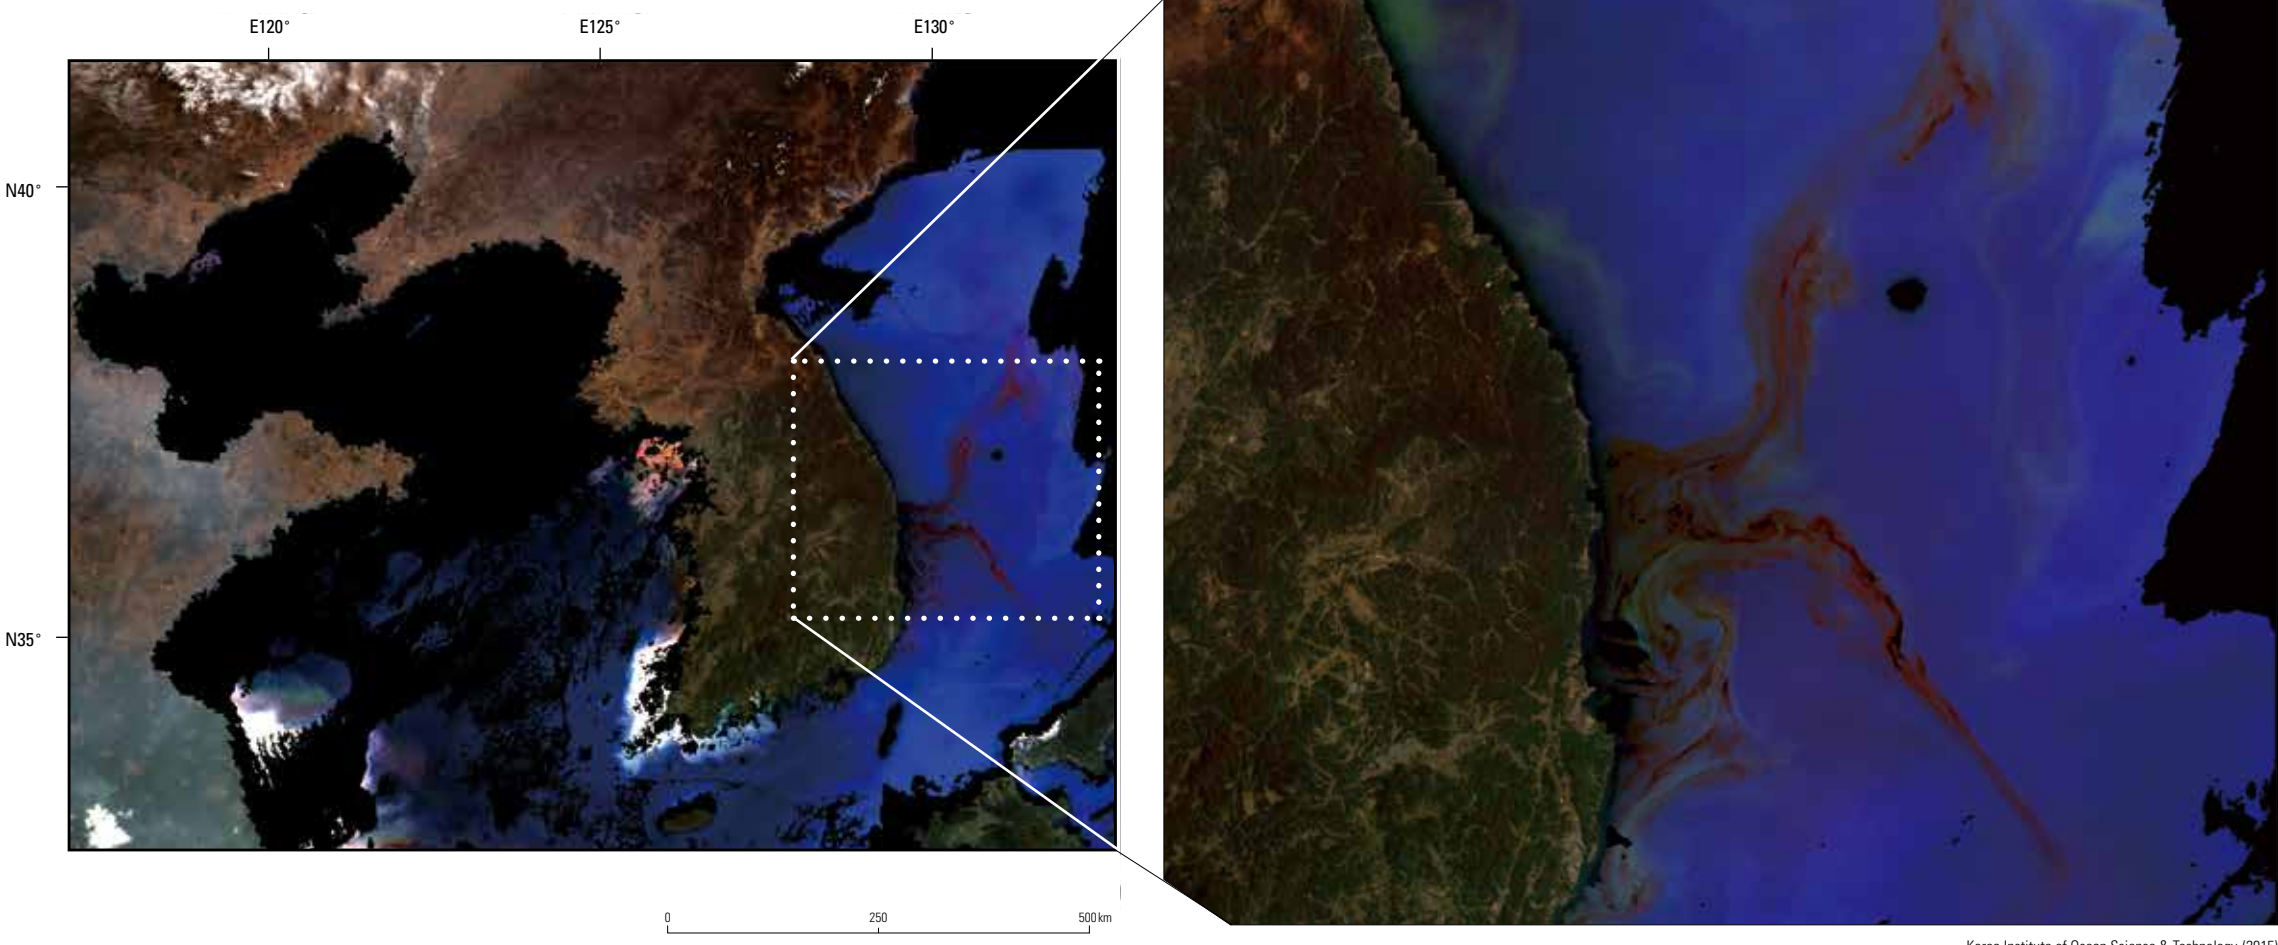 E120° E125° E130°
N40°
N35°
0 250 500 km
Korea Institute of Ocean Science & Technology (2015)